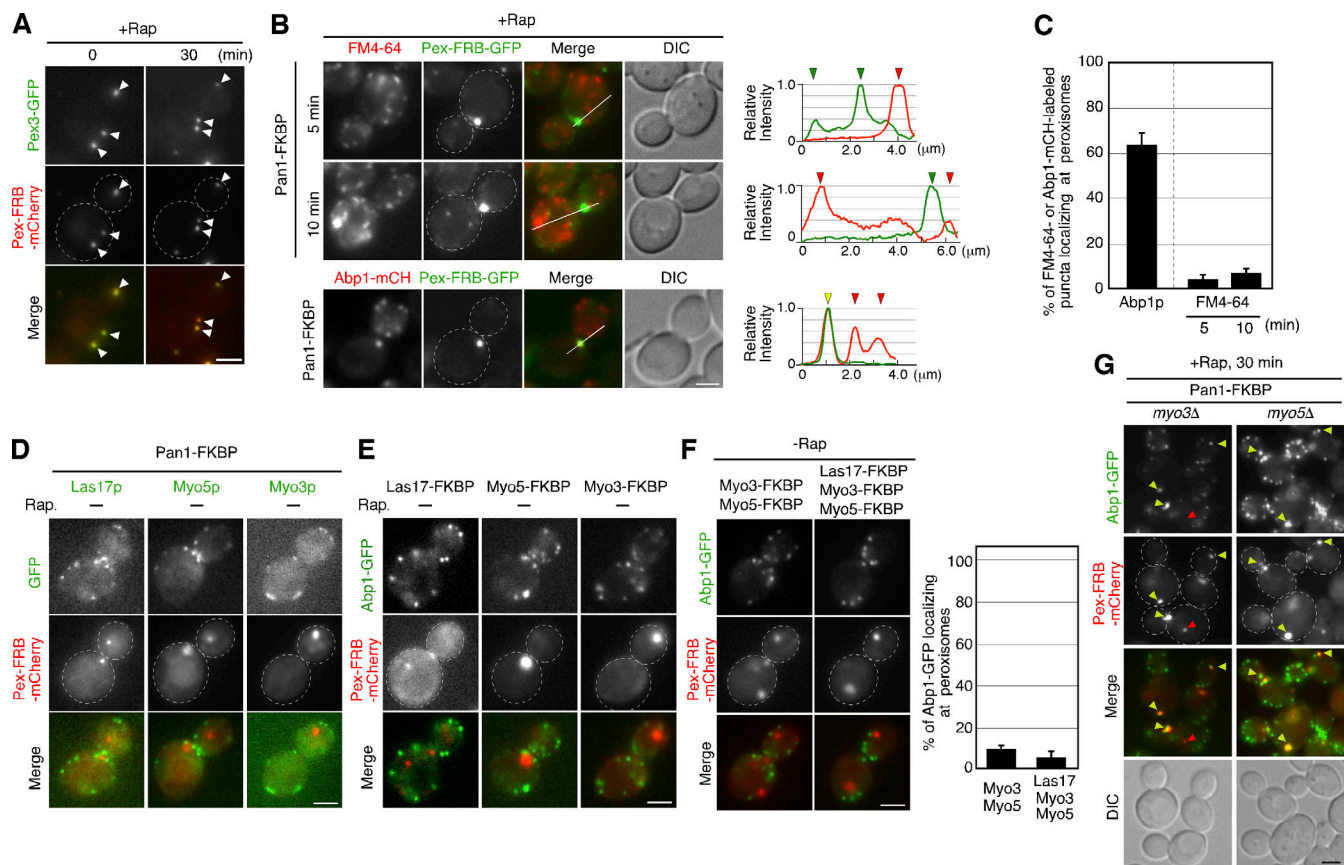 A
+Rap
0 30 (min)
Pex3-GFP
Pex-FRB
-mCherry
Merge
B
+Rap
FM4-64 Pex-FRB-GFP Merge DIC
Pan1-FKBP
5 min
10 min
Abp1-mCH Pex-FRB-GFP Merge DIC
Pan1-FKBP
Relative
Intensity
1.0
0
0 2.0 4.0 (μm)
Relative
Intensity
1.0
0
0 2.0 4.0 6.0 (μm)
Relative
Intensity
1.0
0
0 2.0 4.0 (μm)
C
% of FM4-64- or Abp1-mCH-labeled
puncta localizing at peroxisomes
100
80
60
40
20
0
Abp1p FM4-64
5 10 (min)
D
Pan1-FKBP
Las17p Myo5p Myo3p
Rap. – – –
GFP
Pex-FRB
-mCherry
Merge
E
Las17-FKBP Myo5-FKBP Myo3-FKBP
Rap. – – –
Abp1-GFP
Pex-FRB
-mCherry
Merge
F
-Rap
Myo3-FKBP
Myo5-FKBP
Las17-FKBP
Myo3-FKBP
Myo5-FKBP
Abp1-GFP
Pex-FRB
-mCherry
Merge
% of Abp1-GFP localizing
at peroxisomes
100
80
60
40
20
0
Myo3
Myo5
Las17
Myo3
Myo5
G
+Rap, 30 min
Pan1-FKBP
myo3Δ myo5Δ
Abp1-GFP
Pex-FRB
-mCherry
Merge
DIC